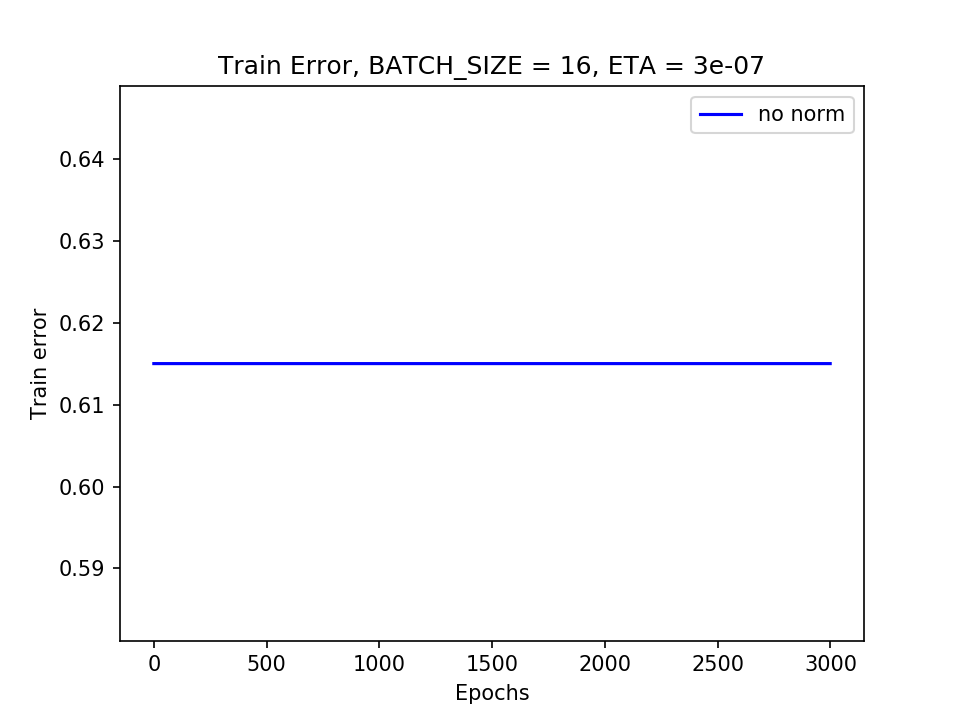 Train Error, BATCH_SIZE = 16, ETA = 3e-07
no norm
0.64
0.63
0.62
0.61
0.60
0.59
Train error
0 500 1000 1500 2000 2500 3000
Epochs